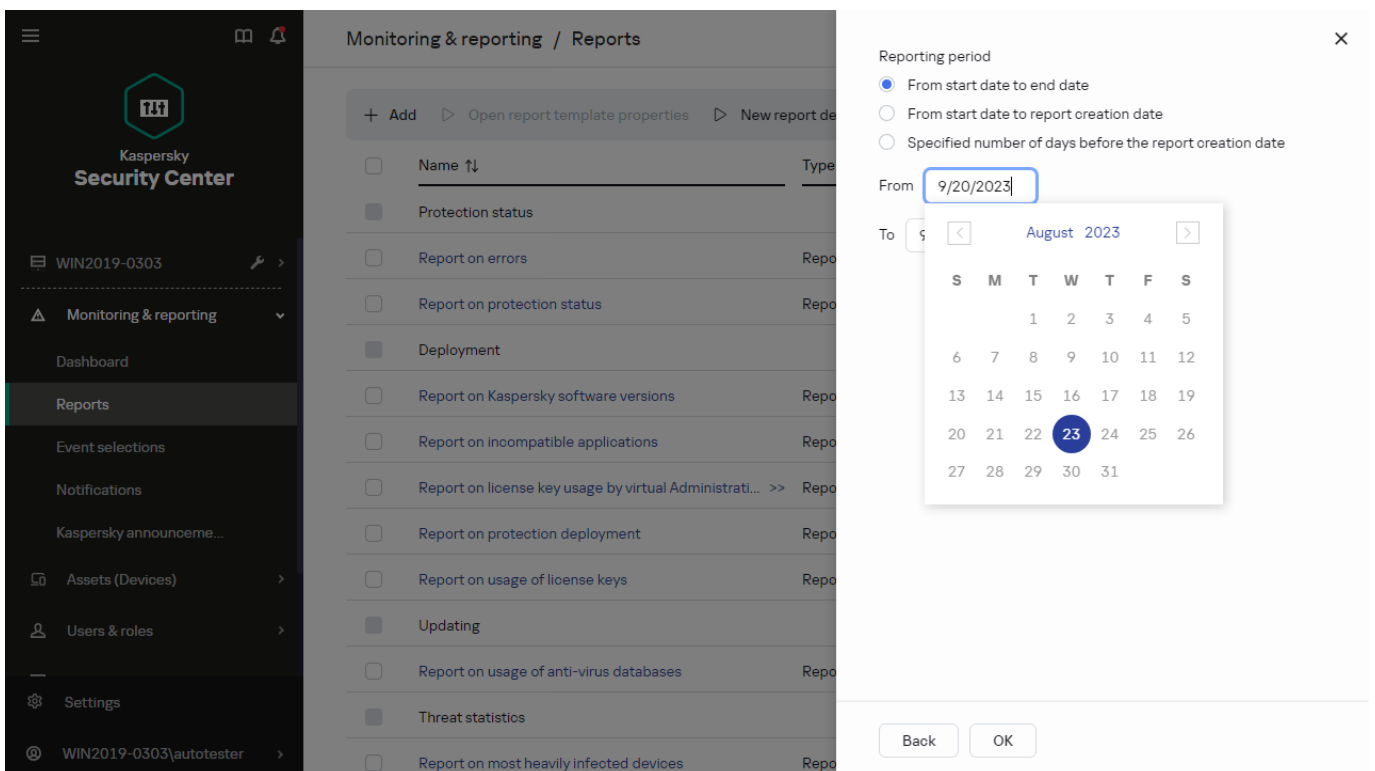 Kaspersky
Security Center
WIN2019-0303
Monitoring & reporting
Dashboard
Reports
Event selections
Notifications
Kaspersky announceme...
Assets (Devices)
Users & roles
Settings
WIN2019-0303\autotester
Monitoring & reporting / Reports
+ Add Open report template properties New report de
Name Type
Protection status
Report on errors Repo
Report on protection status Repo
Deployment
Report on Kaspersky software versions Repo
Report on incompatible applications Repo
Report on license key usage by virtual Administrati... >> Repo
Report on protection deployment Repo
Report on usage of license keys Repo
Updating
Report on usage of anti-virus databases Repo
Threat statistics
Report on most heavily infected devices Repo
Reporting period
From start date to end date
From start date to report creation date
Specified number of days before the report creation date
From 9/20/2023
To
August 2023
S M T W T F S
1 2 3 4 5
6 7 8 9 10 11 12
13 14 15 16 17 18 19
20 21 22 23 24 25 26
27 28 29 30 31
Back OK